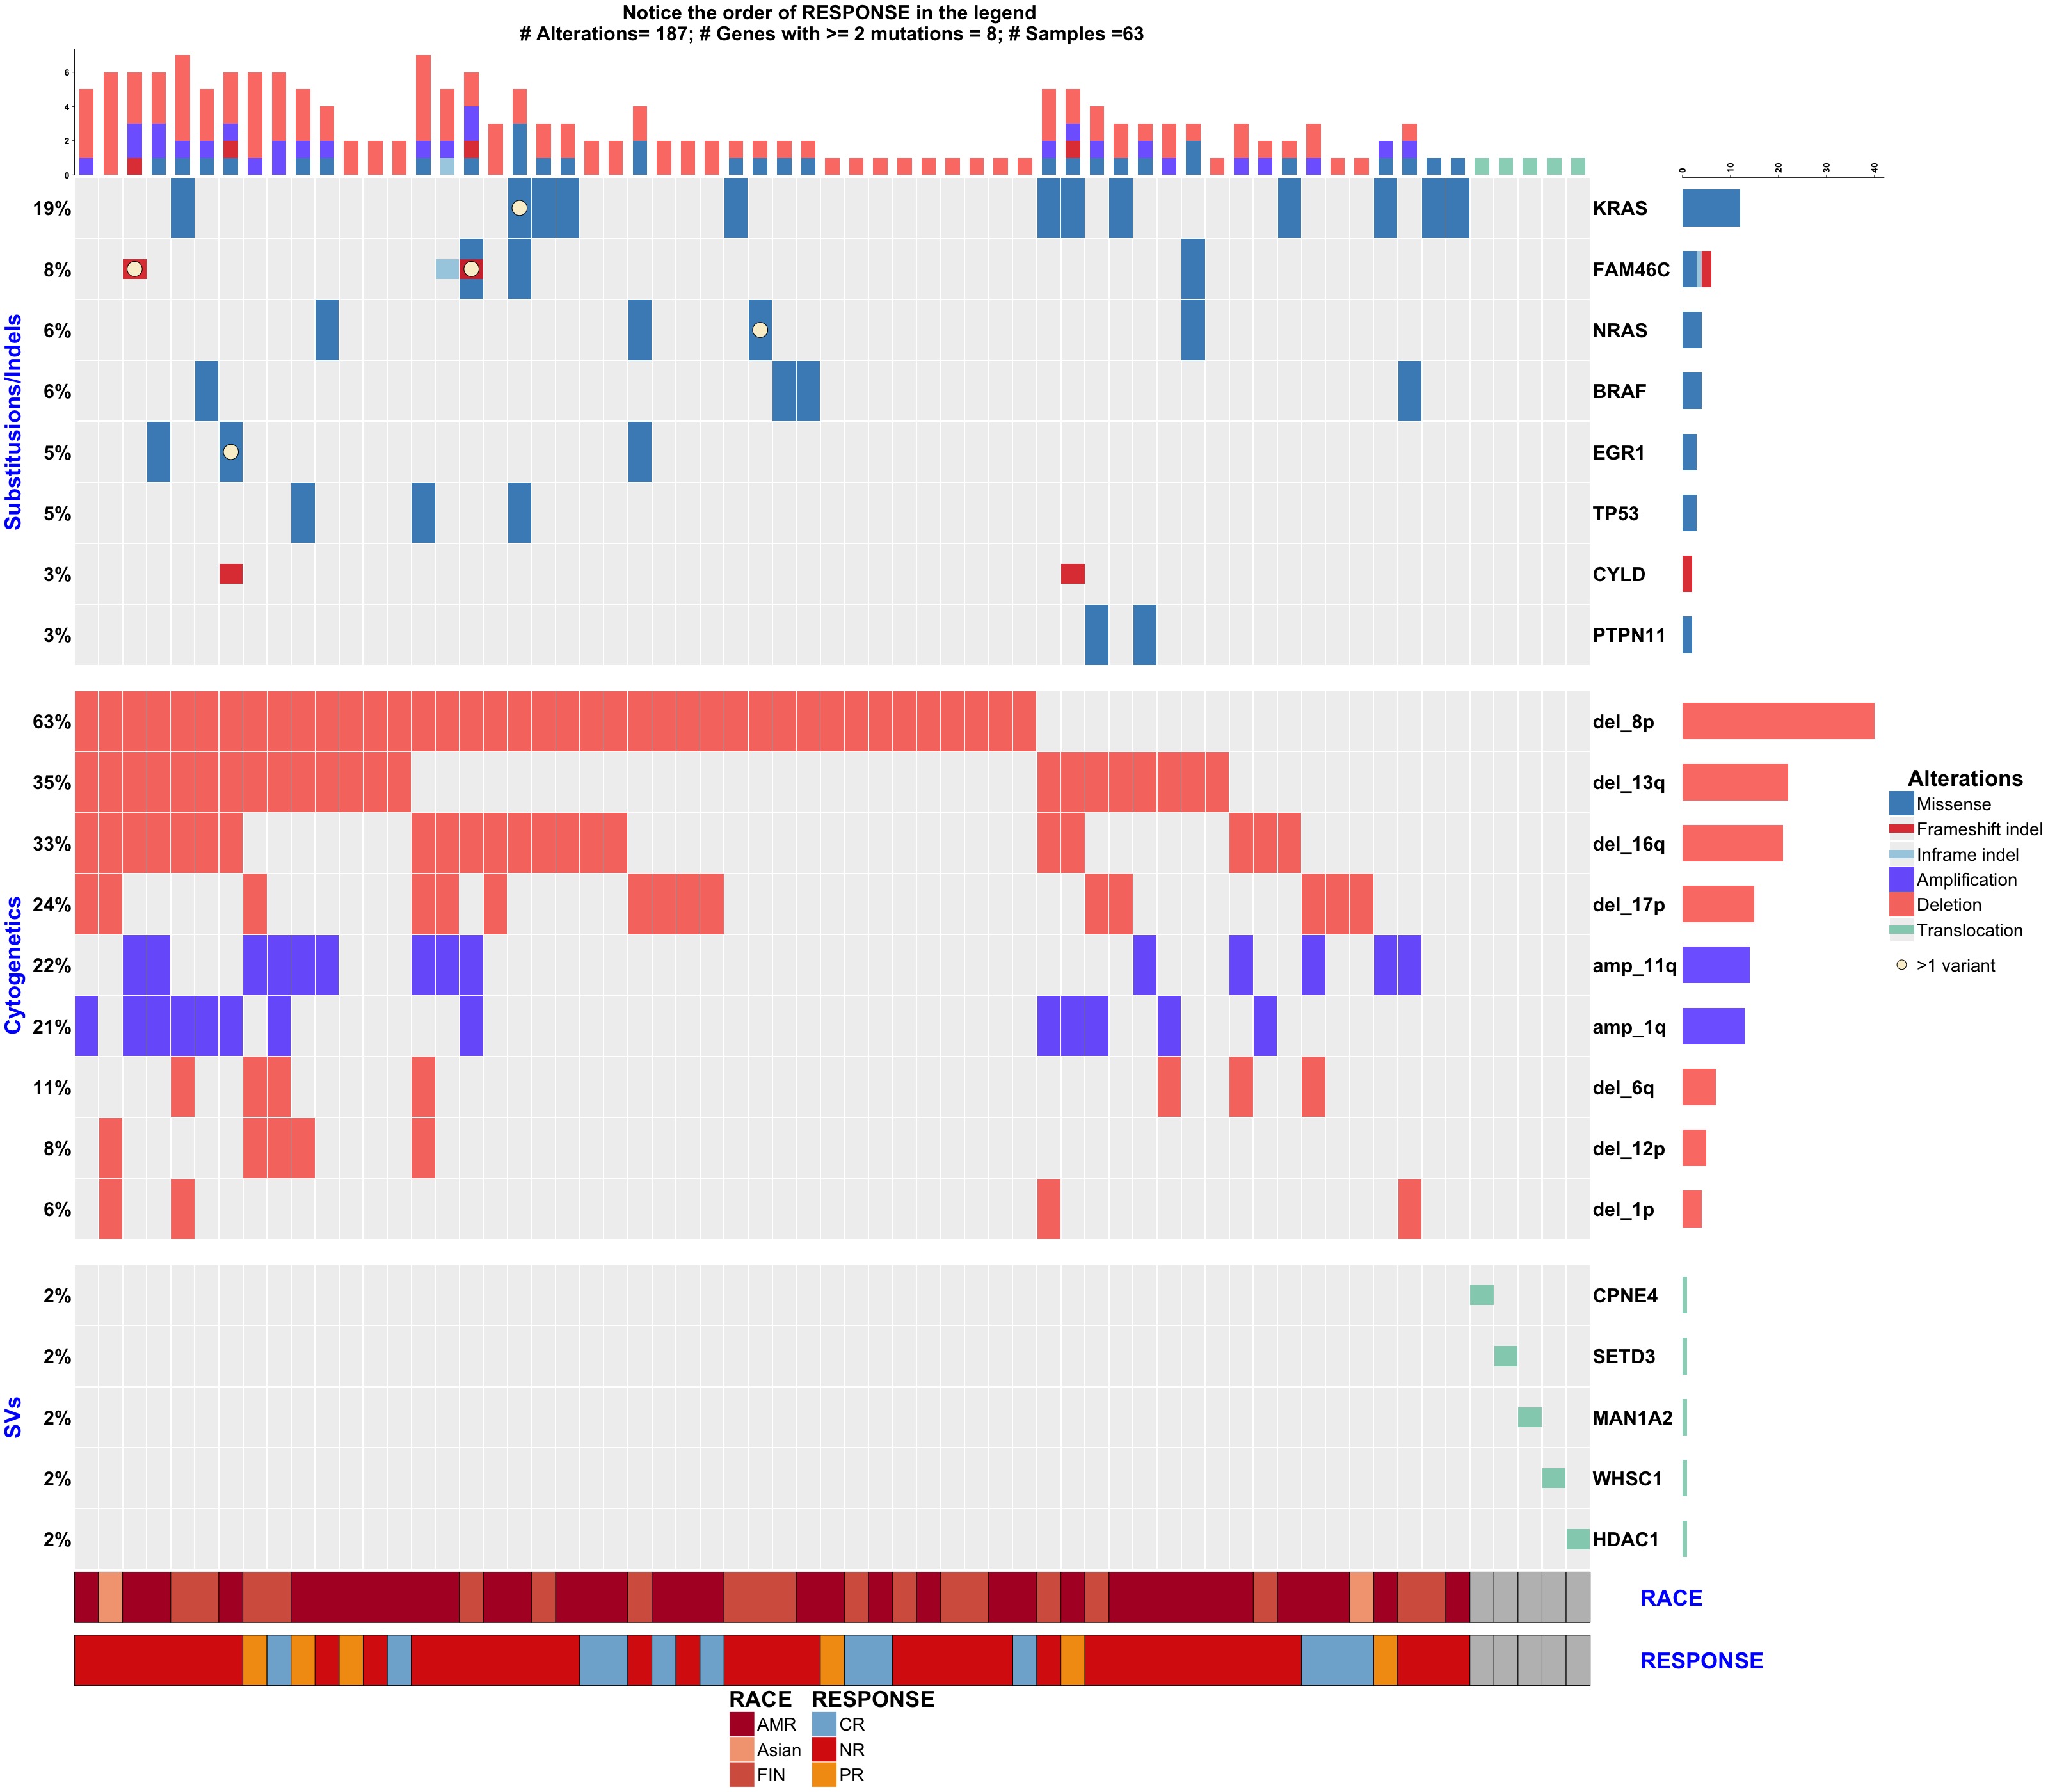 Notice the order of RESPONSE in the legend
# Alterations= 187; # Genes with >= 2 mutations = 8; # Samples =63
6
4
2
0
0
10
20
30
40
Substitusions/Indels
19% KRAS
8% FAM46C
6% NRAS
6% BRAF
5% EGR1
5% TP53
3% CYLD
3% PTPN11
Cytogenetics
63% del_8p
35% del_13q
33% del_16q
24% del_17p
22% amp_11q
21% amp_1q
11% del_6q
8% del_12p
6% del_1p
Alterations
Missense
Frameshift indel
Inframe indel
Amplification
Deletion
Translocation
>1 variant
SVs
2% CPNE4
2% SETD3
2% MAN1A2
2% WHSC1
2% HDAC1
RACE
RESPONSE
RACE RESPONSE
AMR CR
Asian NR
FIN PR